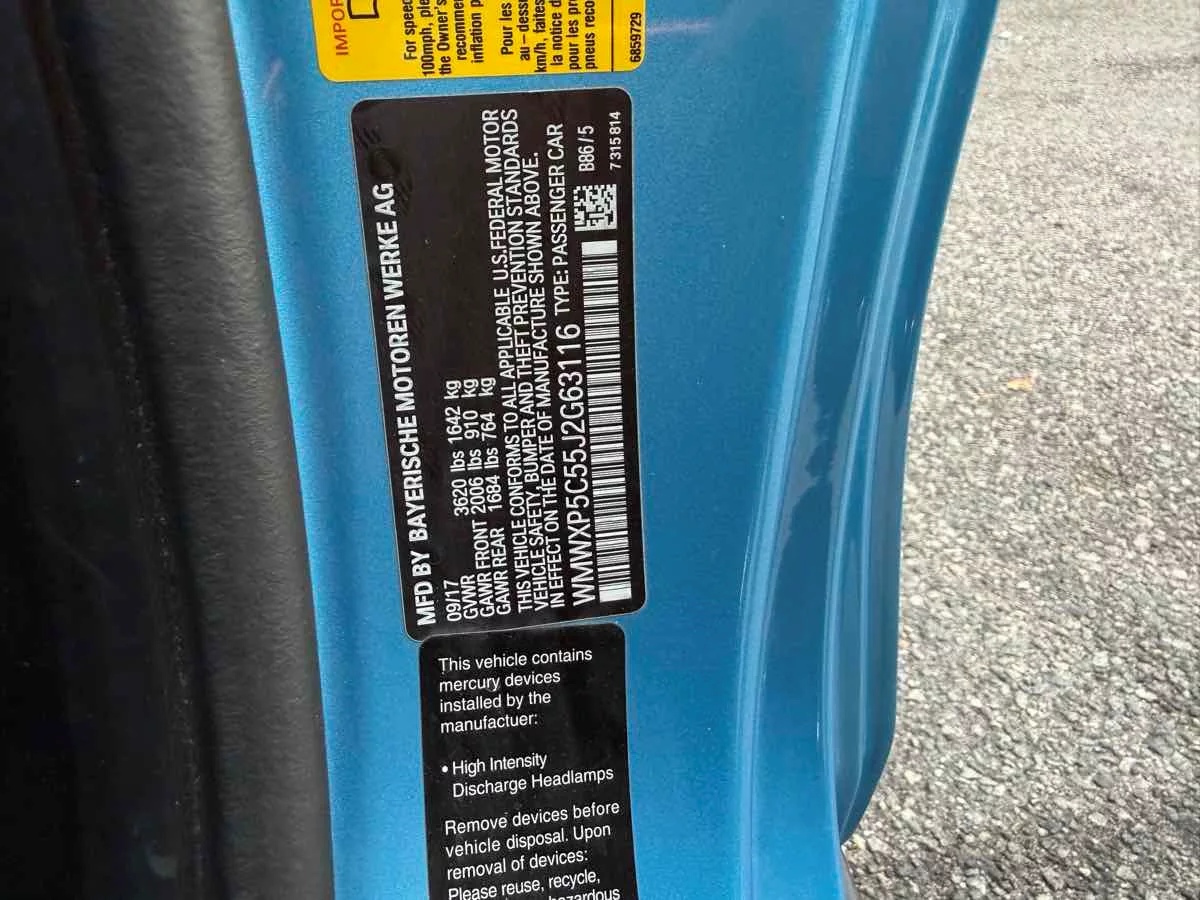 IMPOR
For speed
100mph, ple
the Owner's
recommen
inflation p
Pour les
au-dessu
km/h, faites
la notice d
pour les pr
pneus reco
6859729
MFD BY BAYERISCHE MOTOREN WERKE AG
09/17
GVWR 3620 lbs 1642 kg
GAWR FRONT 2006 lbs 910 kg
GAWR REAR 1684 lbs 764 kg
THIS VEHICLE CONFORMS TO ALL APPLICABLE U.S.FEDERAL MOTOR
VEHICLE SAFETY, BUMPER AND THEFT PREVENTION STANDARDS
IN EFFECT ON THE DATE OF MANUFACTURE SHOWN ABOVE.
WMWXP5C55J2G63116 TYPE: PASSENGER CAR
B86/5
7315814
This vehicle contains
mercury devices
installed by the
manufactuer:
• High Intensity
Discharge Headlamps
Remove devices before
vehicle disposal. Upon
removal of devices:
Please reuse, recycle,
hazardous